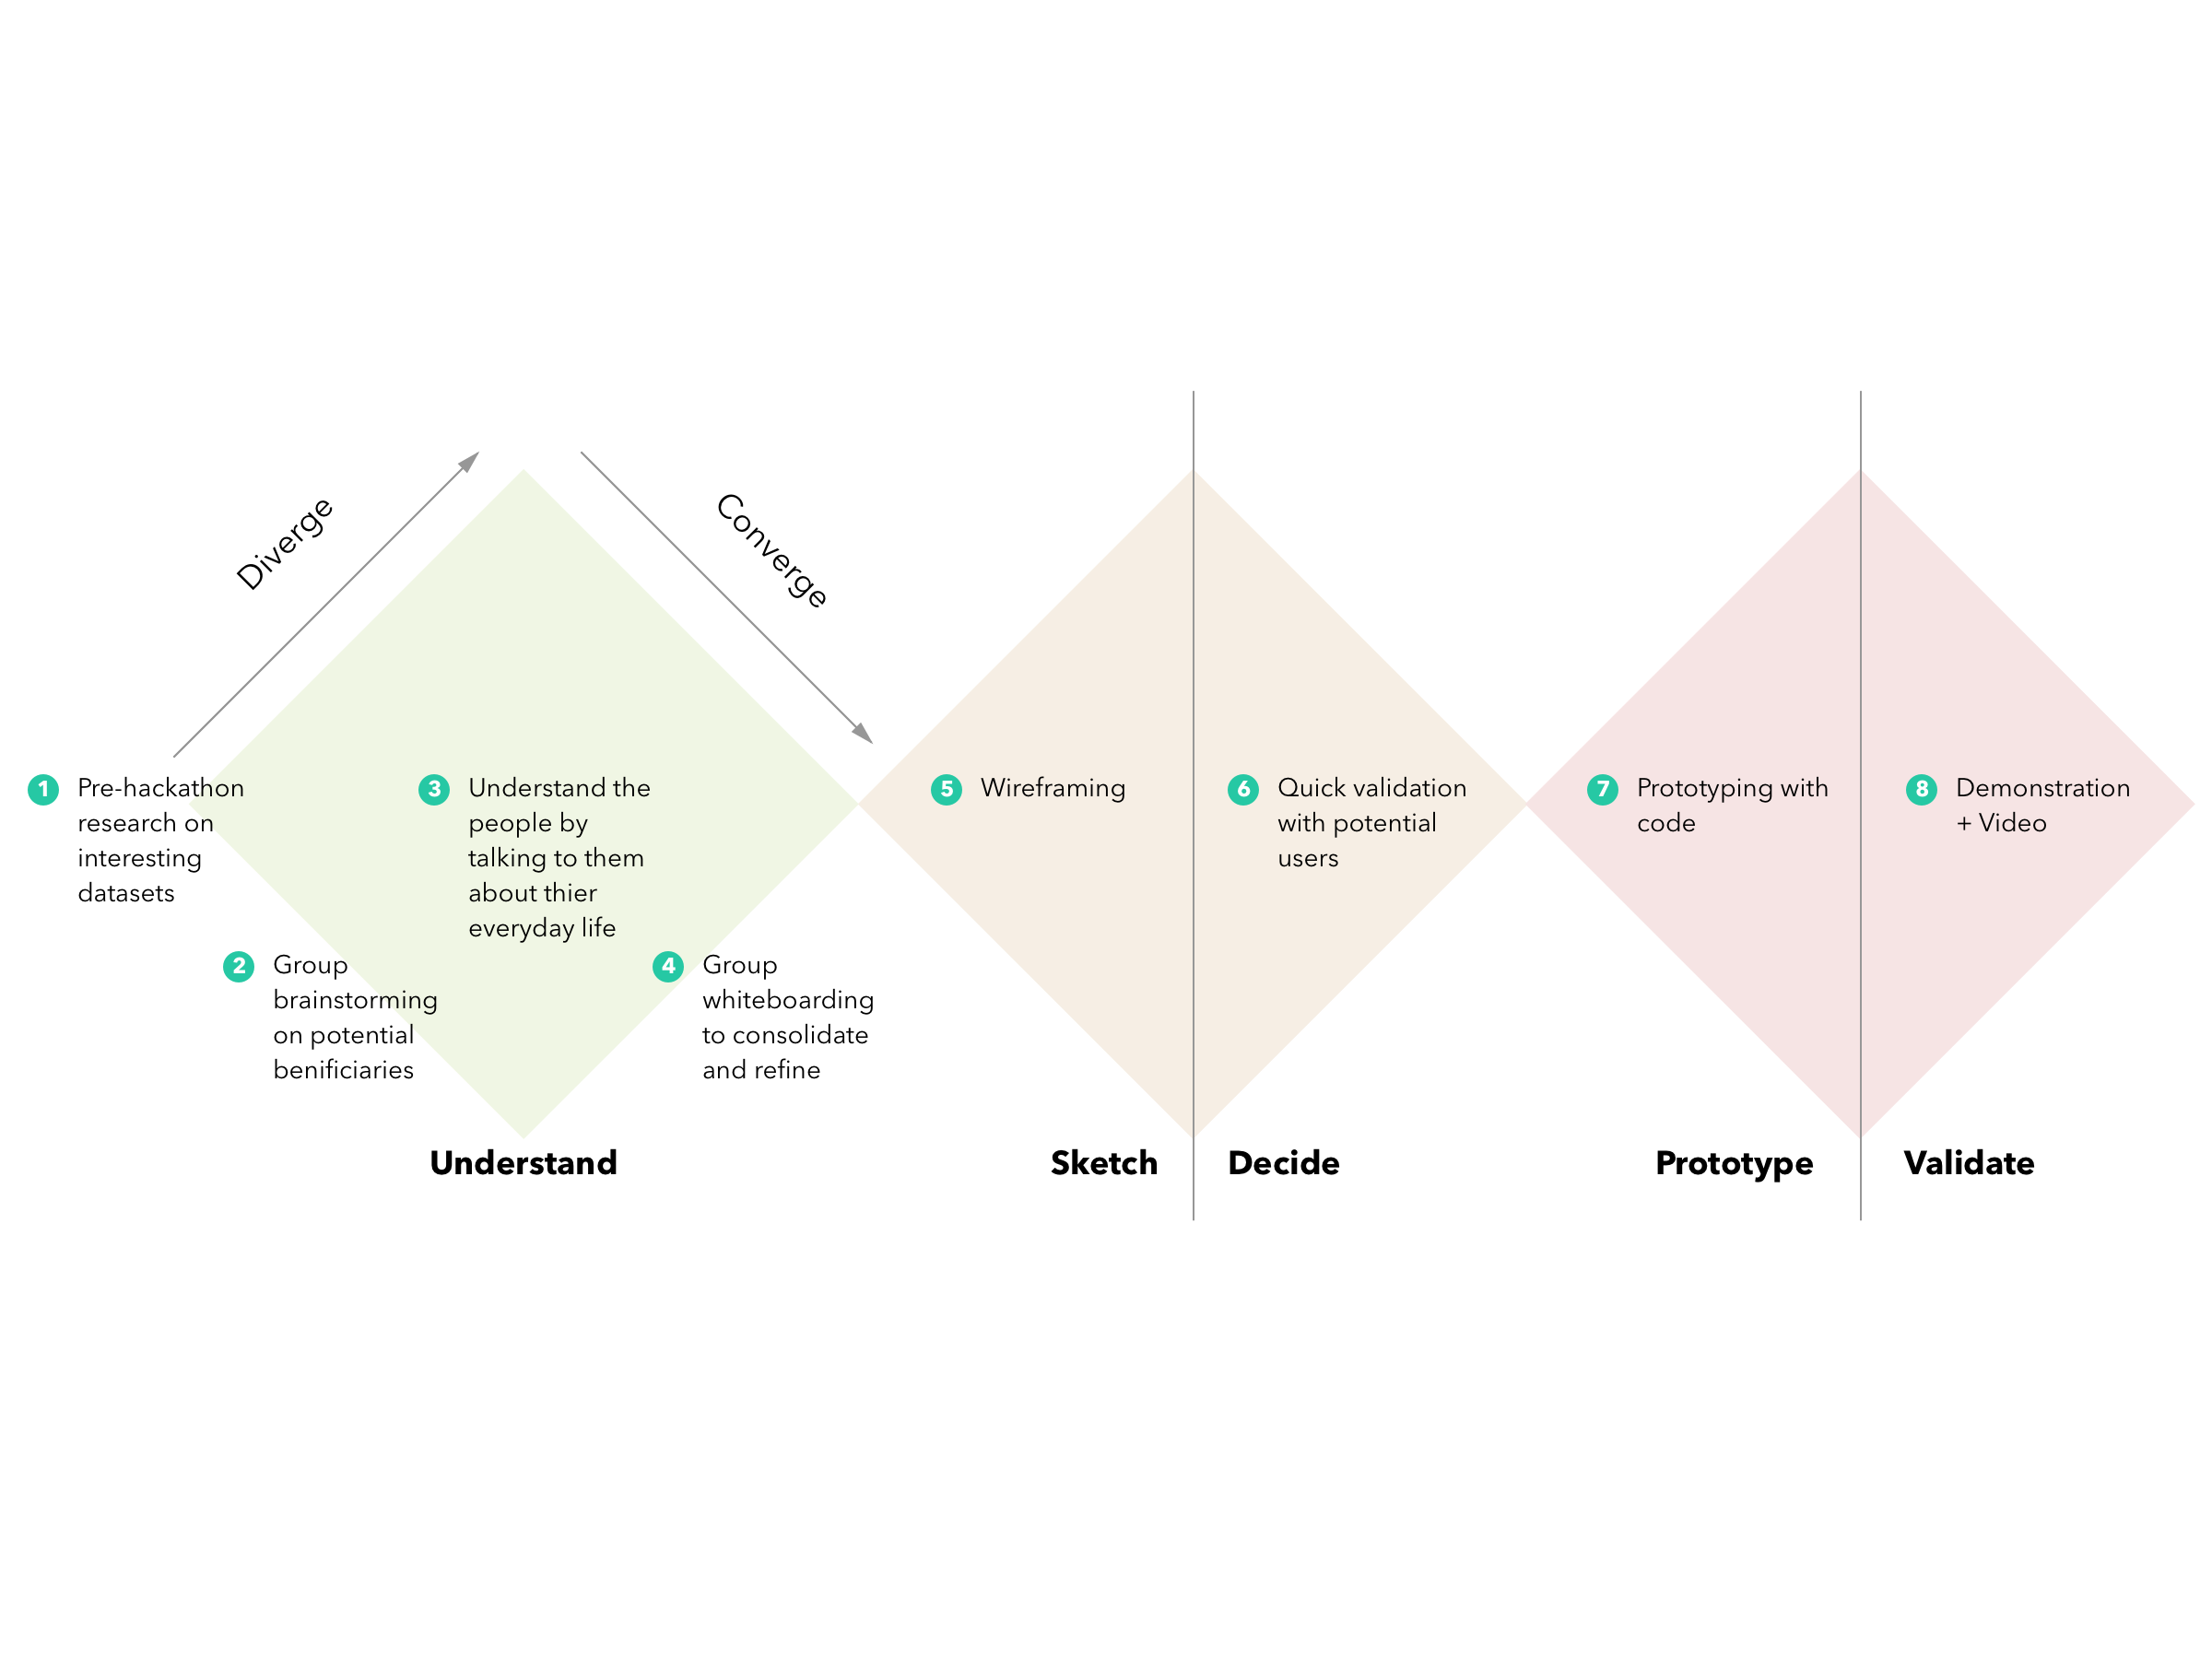 Diverge
Converge
1 Pre-hackathon
research on
interesting
datasets
2 Group
brainstorming
on potential
benificiaries
3 Understand the
people by
talking to them
about thier
everyday life
4 Group
whiteboarding
to consolidate
and refine
5 Wireframing
6 Quick validation
with potential
users
7 Prototyping with
code
8 Demonstration
+ Video
Understand
Sketch
Decide
Prototype
Validate